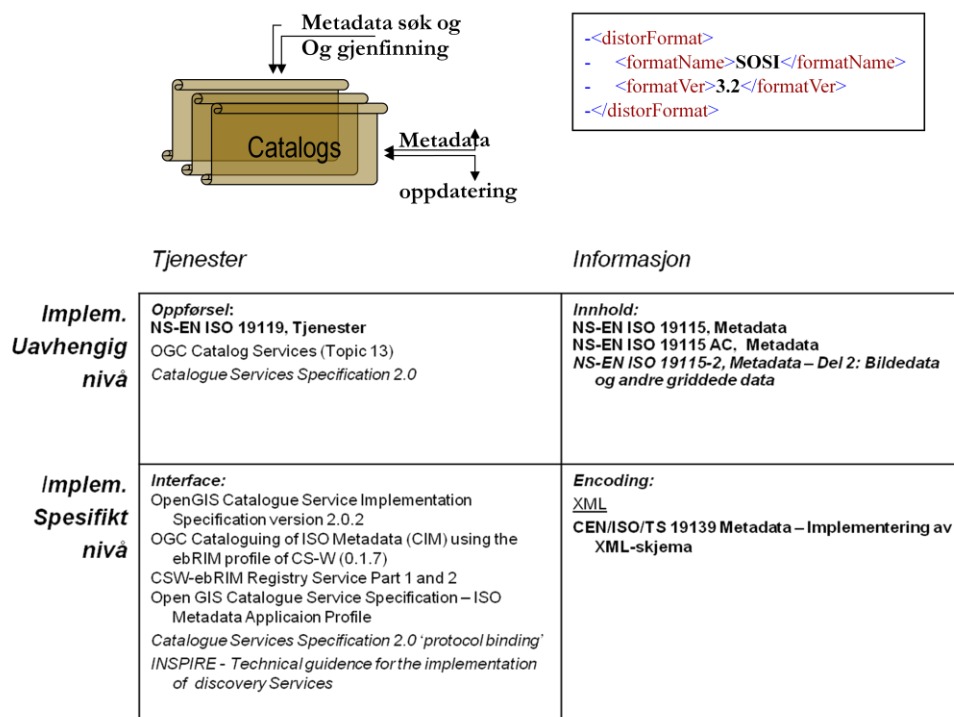 Metadata søk og
Og gjenfinning
Catalogs
Metadata
oppdatering
-<distorFormat>
- <formatName>SOSI</formatName>
- <formatVer>3.2</formatVer>
-</distorFormat>
Tjenester
Informasjon
Implem.
Uavhengig
nivå
Oppførsel:
NS-EN ISO 19119, Tjenester
OGC Catalog Services (Topic 13)
Catalogue Services Specification 2.0
Innhold:
NS-EN ISO 19115, Metadata
NS-EN ISO 19115 AC, Metadata
NS-EN ISO 19115-2, Metadata – Del 2: Bildedata
og andre griddede data
Implem.
Spesifikt
nivå
Interface:
OpenGIS Catalogue Service Implementation
Specification version 2.0.2
OGC Cataloguing of ISO Metadata (CIM) using the
ebRIM profile of CS-W (0.1.7)
CSW-ebRIM Registry Service Part 1 and 2
Open GIS Catalogue Service Specification – ISO
Metadata Applicaion Profile
Catalogue Services Specification 2.0 ‘protocol binding’
INSPIRE - Technical guidence for the implementation
of discovery Services
Encoding:
XML
CEN/ISO/TS 19139 Metadata – Implementering av
XML-skjema